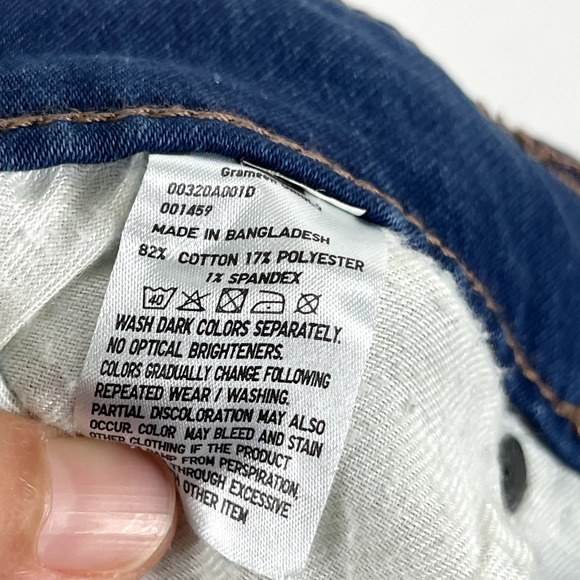 00320A001D
001459
MADE IN BANGLADESH
82% COTTON 17% POLYESTER
1% SPANDEX
40
WASH DARK COLORS SEPARATELY.
NO OPTICAL BRIGHTENERS.
COLORS GRADUALLY CHANGE FOLLOWING
REPEATED WEAR / WASHING.
PARTIAL DISCOLORATION MAY ALSO
OCCUR. COLOR MAY BLEED AND STAIN
OTHER CLOTHING IF THE PRODUCT
FROM PERSPIRATION,
THROUGH EXCESSIVE
OTHER ITEM